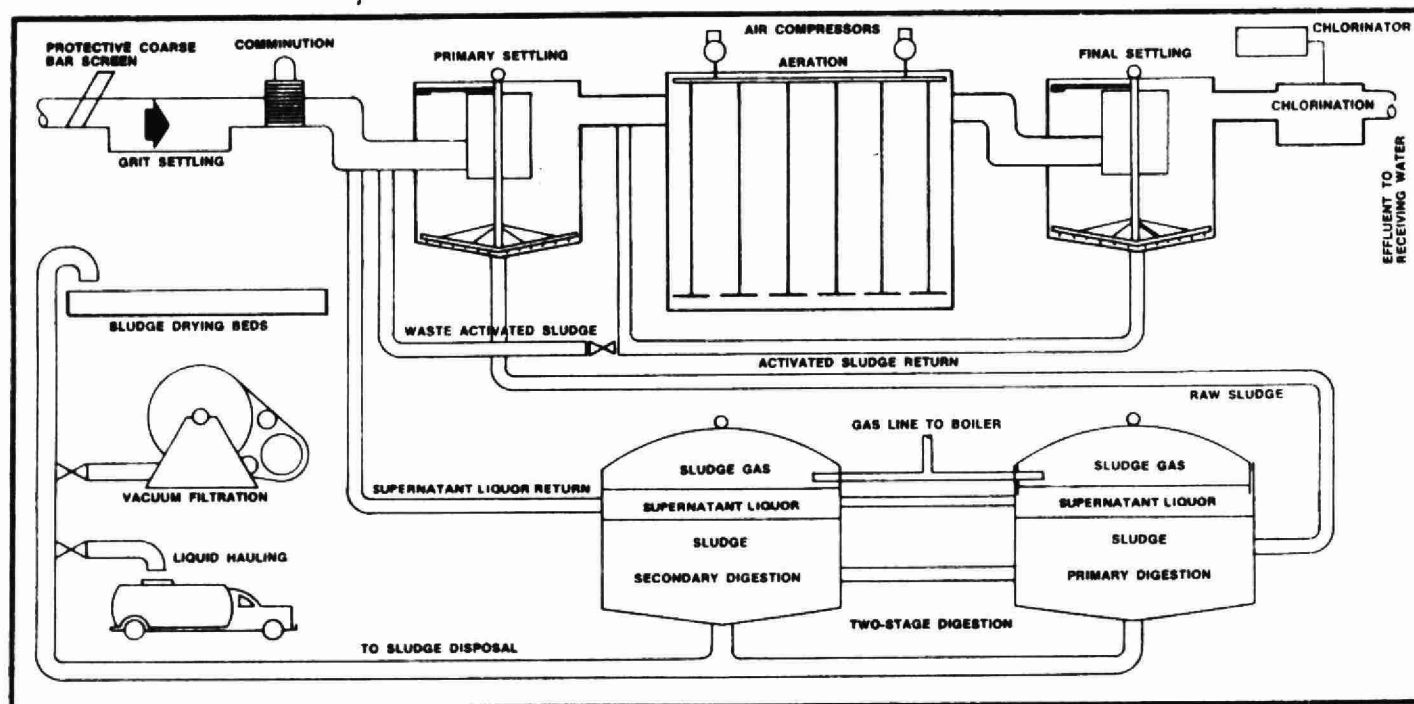 PROTECTIVE COARSE
BAR SCREEN
COMMINUTION
PRIMARY SETTLING
AIR COMPRESSORS
AERATION
FINAL SETTLING
CHLORINATOR
CHLORINATION
GRIT SETTLING
EFFLUENT TO
RECEIVING WATER
SLUDGE DRYING BEDS
WASTE ACTIVATED SLUDGE
ACTIVATED SLUDGE RETURN
RAW SLUDGE
GAS LINE TO BOILER
SLUDGE GAS
SLUDGE GAS
VACUUM FILTRATION
SUPERNATANT LIQUOR RETURN
SUPERNATANT LIQUOR
SUPERNATANT LIQUOR
LIQUID HAULING
SLUDGE
SECONDARY DIGESTION
SLUDGE
PRIMARY DIGESTION
TWO-STAGE DIGESTION
TO SLUDGE DISPOSAL